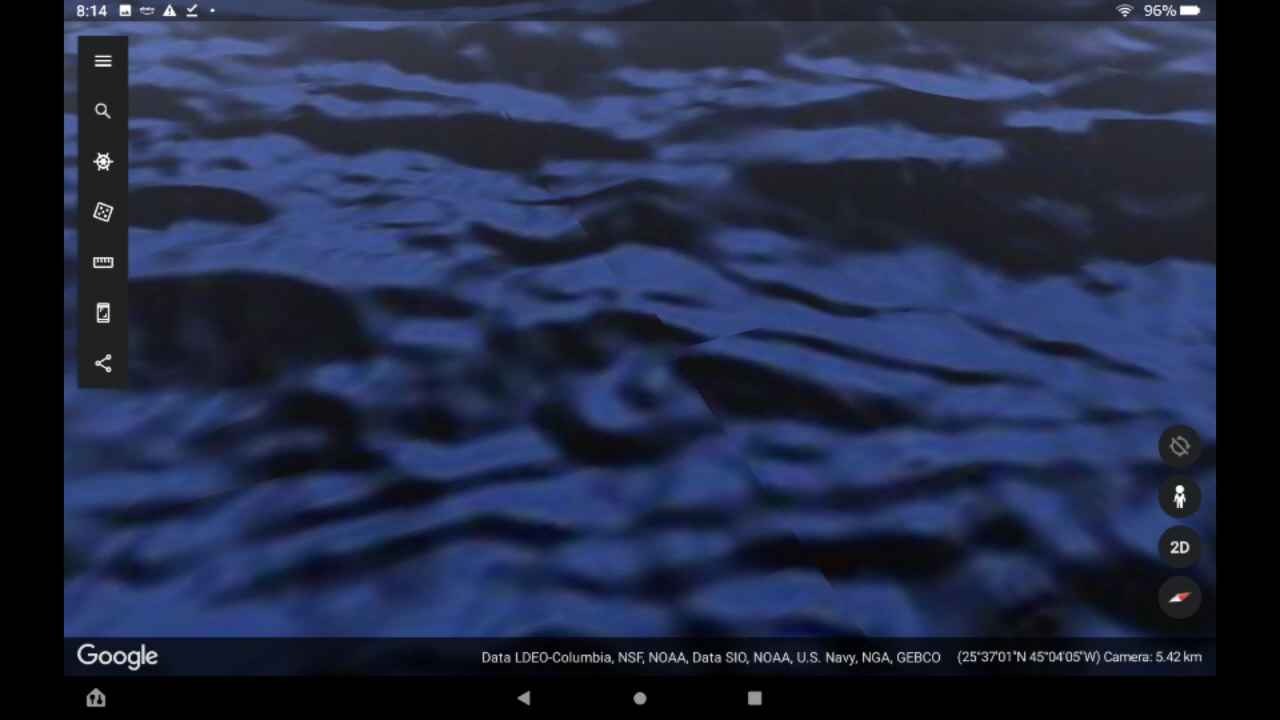 8:14
96%
2D
Google
Data LDEO-Columbia, NSF, NOAA, Data SIO, NOAA, U.S. Navy, NGA, GEBCO (25°37'01"N 45°04'05"W) Camera: 5.42 km